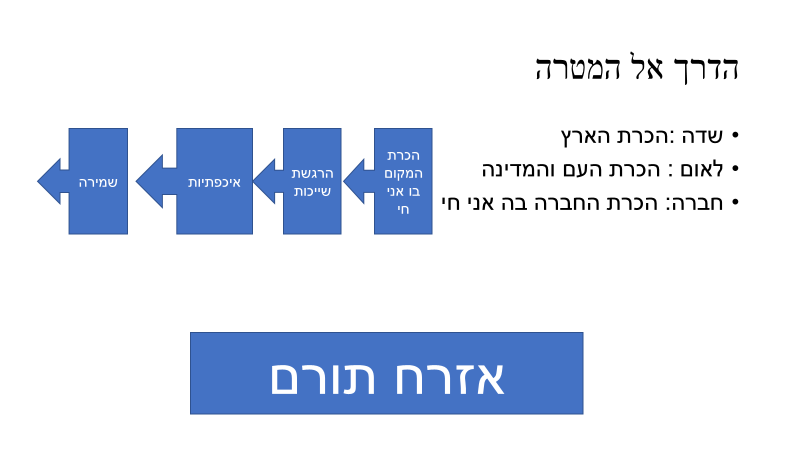 הדרך אל המטרה
• שדה :הכרת הארץ
• לאום : הכרת העם והמדינה
• חברה: הכרת החברה בה אני חי
הכרת
המקום
בו אני
חי
הרגשת
שייכות
איכפתיות
שמירה
אזרח תורם